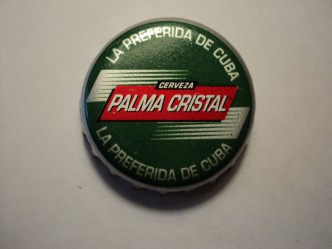 LA PREFERIDA DE CUBA
CERVEZA
PALMA CRISTAL
LA PREFERIDA DE CUBA